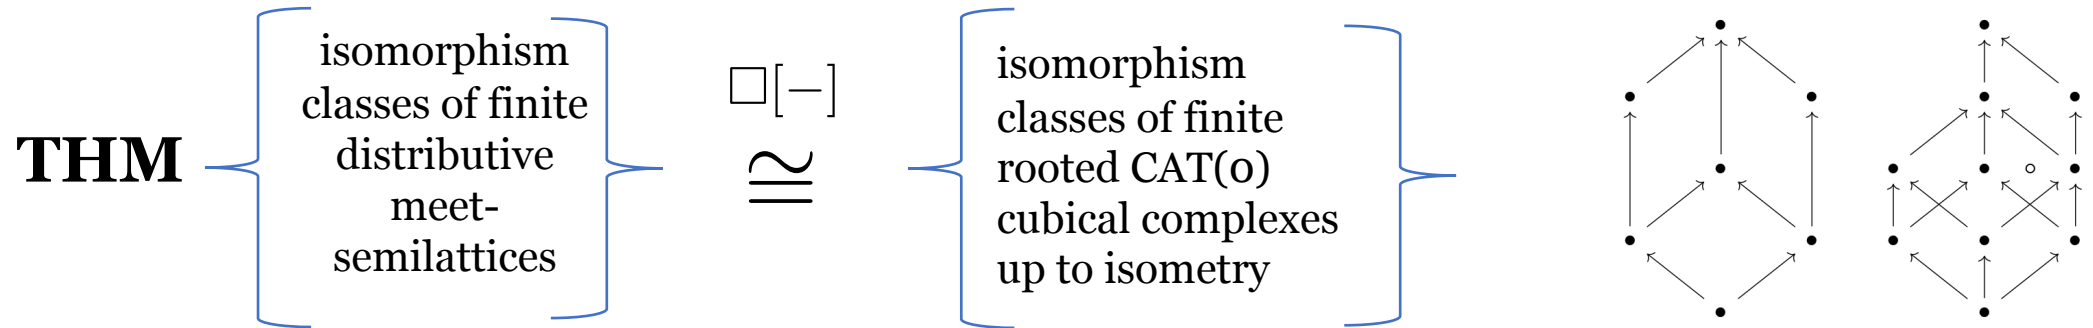 THM
isomorphism
classes of finite
distributive
meet-
semilattices
□[−]
≅
isomorphism
classes of finite
rooted CAT(0)
cubical complexes
up to isometry